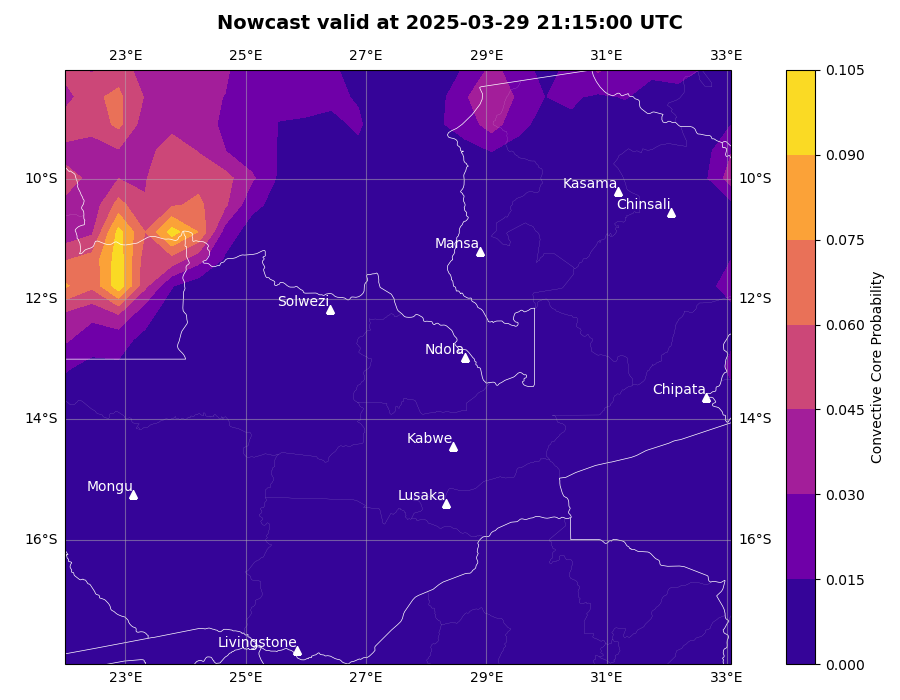 Nowcast valid at 2025-03-29 21:15:00 UTC
23°E 25°E 27°E 29°E 31°E 33°E
0.105
0.090
10°S 10°S
Kasama
Chinsali
0.075
Mansa
12°S 12°S
Solwezi
0.060
Ndola
Chipata
0.045
14°S 14°S
Kabwe
Mongu
Lusaka
0.030
16°S 16°S
0.015
Livingstone
0.000
23°E 25°E 27°E 29°E 31°E 33°E
Convective Core Probability